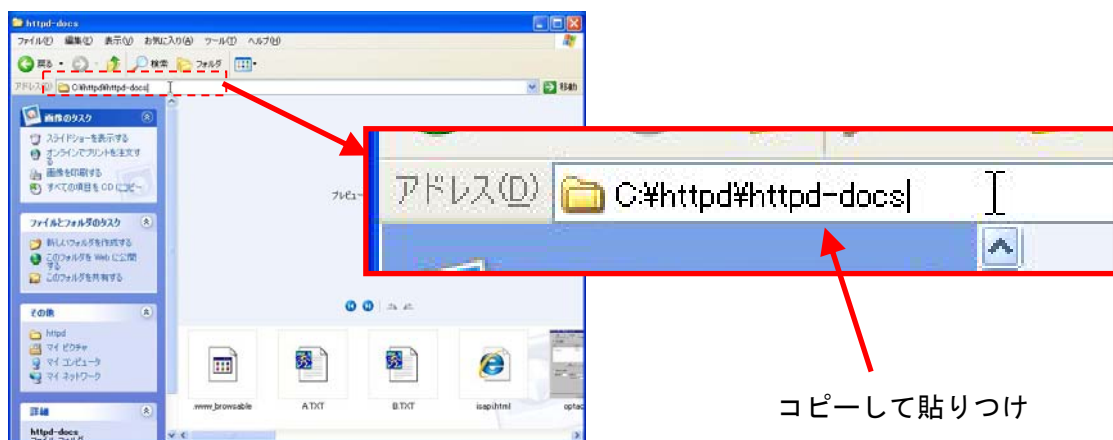 httpd-docs
ファイル(F) 編集(E) 表示(V) お気に入り(A) ツール(T) ヘルプ(H)
戻る 検索 フォルダ
アドレス(D) C:¥httpd¥httpd-docs 移動
画像のタスク
スライドショーを表示する
オンラインでプリントを注文す
る
画像を印刷する
すべての項目を CD にコピー
ファイルとフォルダのタスク
新しいフォルダを作成する
このフォルダを Web に公開
する
このフォルダを共有する
その他
httpd
マイ ピクチャ
マイ コンピュータ
マイ ネットワーク
詳細
httpd-docs
ファイル フォルダ
プレビュー
.www_browsable A.TXT B.TXT isapi.html optac
アドレス(D) C:¥httpd¥httpd-docs
コピーして貼りつけ